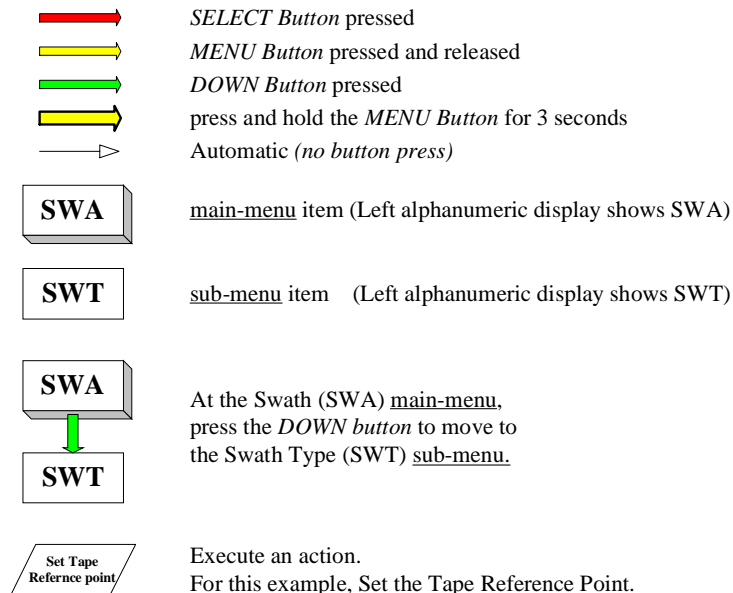 SELECT Button pressed
MENU Button pressed and released
DOWN Button pressed
press and hold the MENU Button for 3 seconds
Automatic (no button press)
SWA main-menu item (Left alphanumeric display shows SWA)
SWT sub-menu item (Left alphanumeric display shows SWT)
SWA
SWT
At the Swath (SWA) main-menu,
press the DOWN button to move to
the Swath Type (SWT) sub-menu.
Set Tape
Refernce point
Execute an action.
For this example, Set the Tape Reference Point.